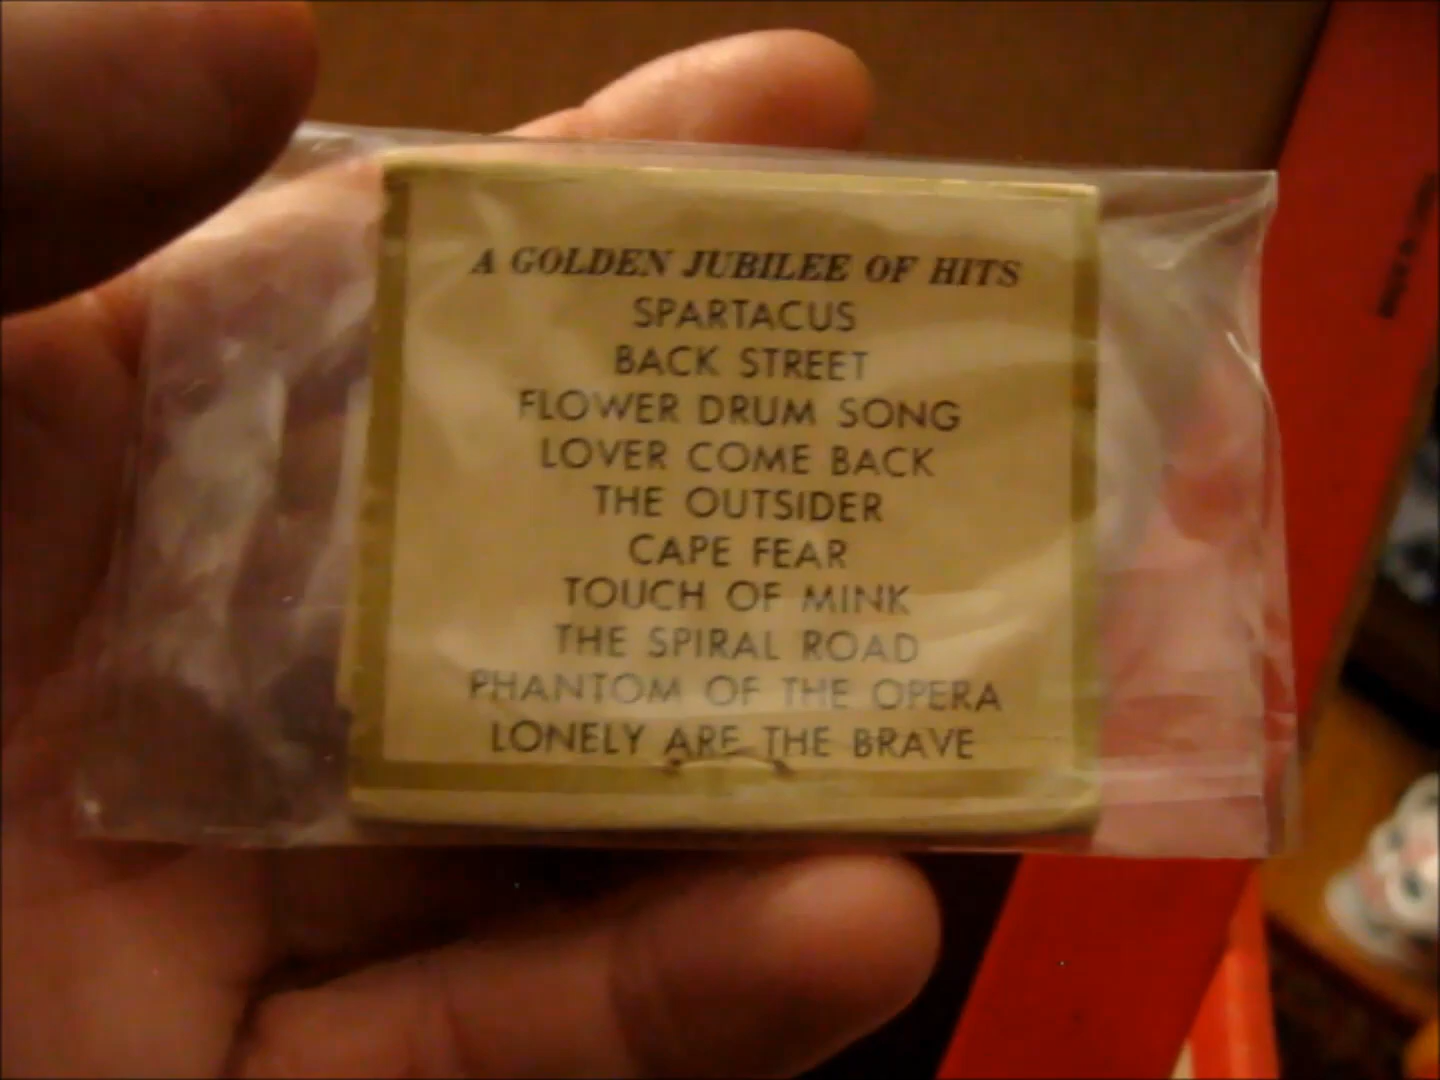 A GOLDEN JUBILEE OF HITS
SPARTACUS
BACK STREET
FLOWER DRUM SONG
LOVER COME BACK
THE OUTSIDER
CAPE FEAR
TOUCH OF MINK
THE SPIRAL ROAD
PHANTOM OF THE OPERA
LONELY ARE THE BRAVE